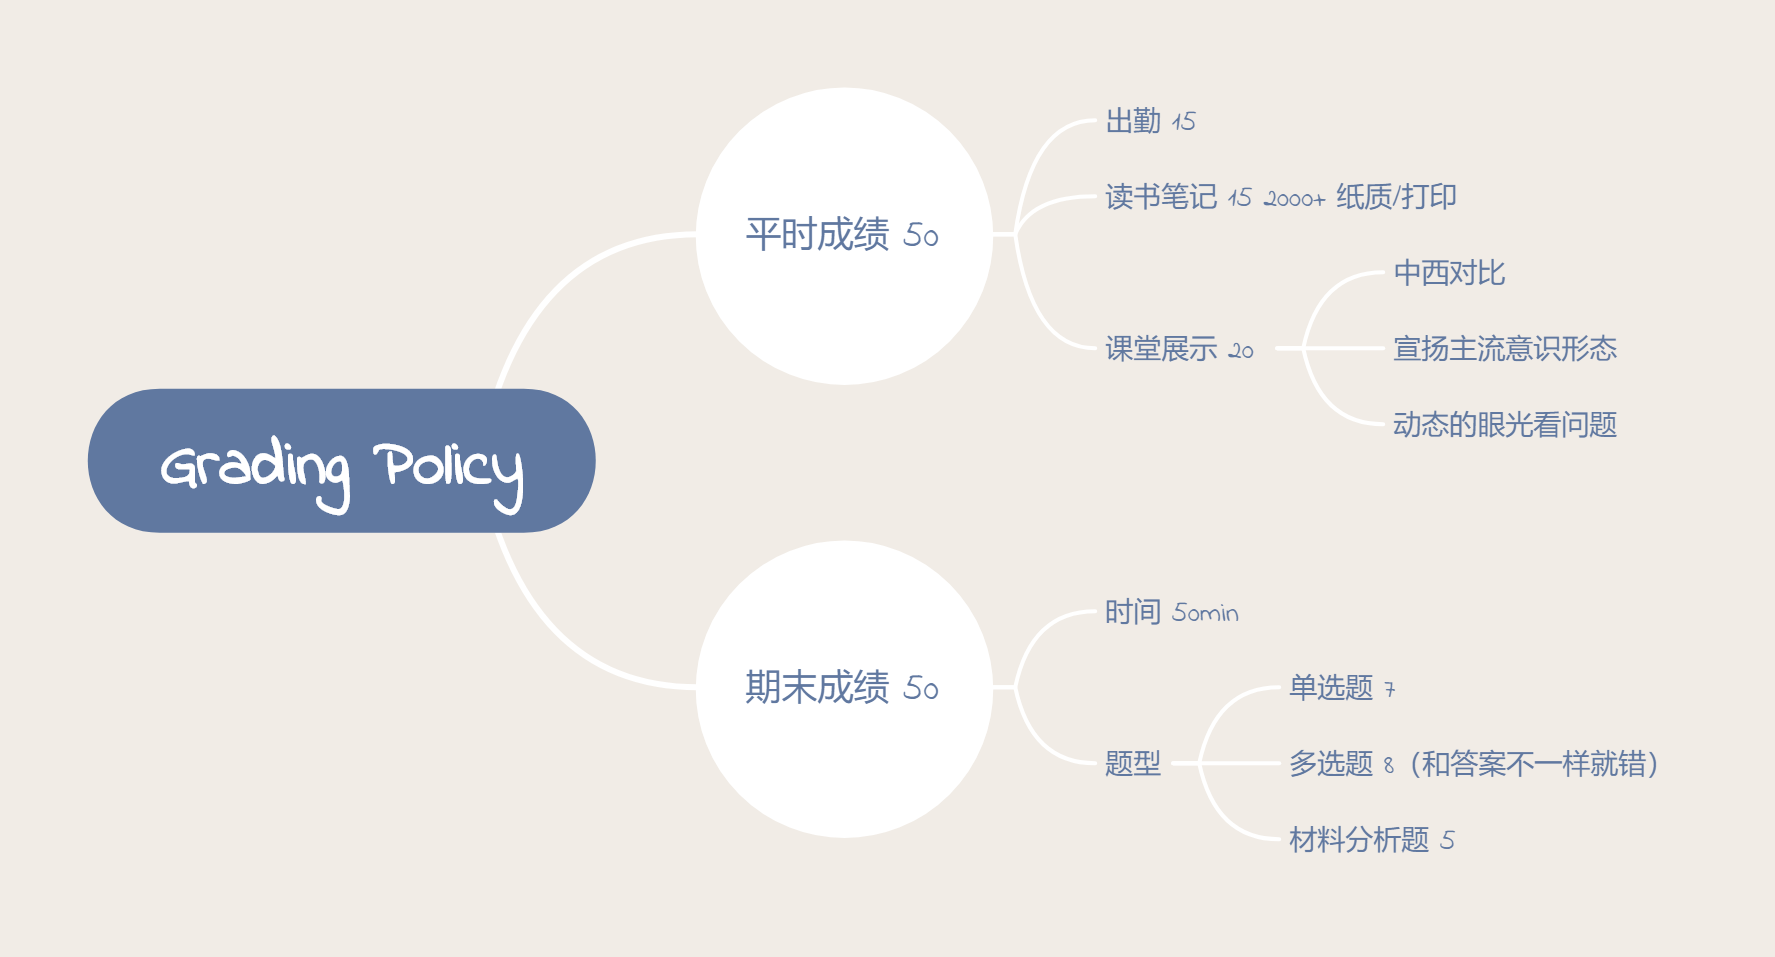 Grading Policy
平时成绩 50
出勤 15
读书笔记 15 2000+ 纸质/打印
课堂展示 20
中西对比
宣扬主流意识形态
动态的眼光看问题
期末成绩 50
时间 50min
题型
单选题 7
多选题 8（和答案不一样就错）
材料分析题 5